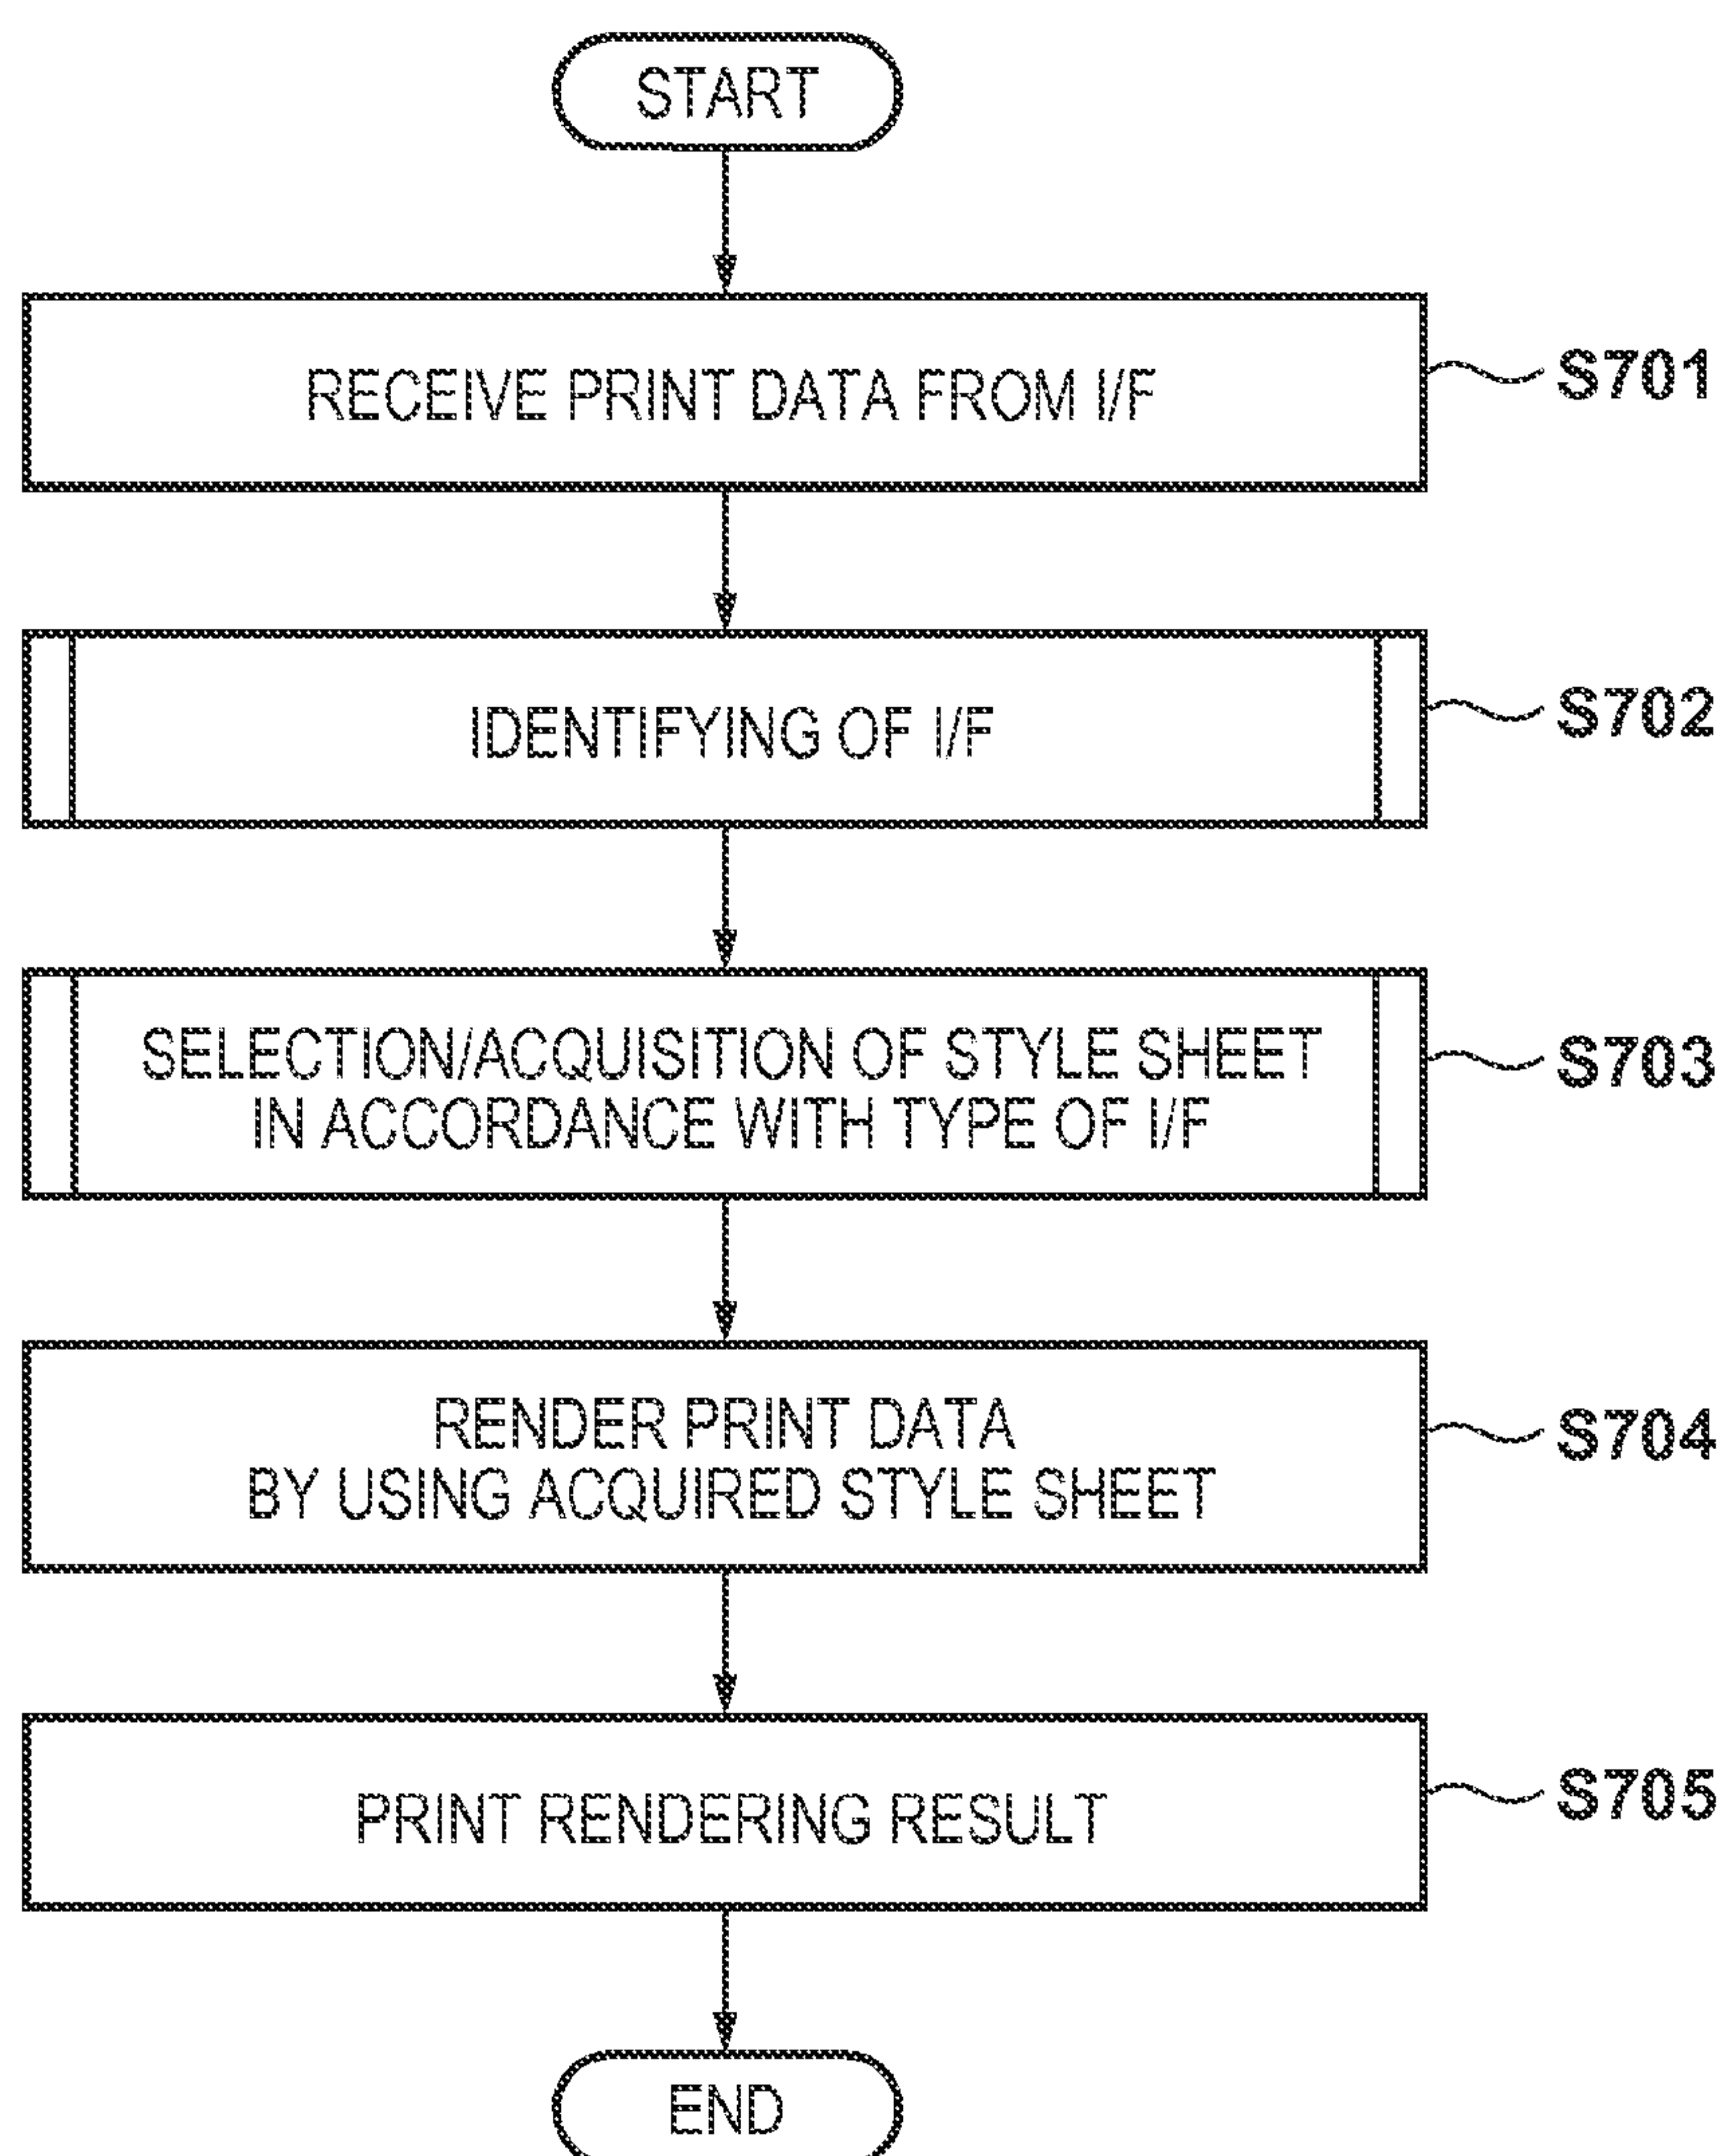 START
RECEIVE PRINT DATA FROM I/F
S701
IDENTIFYING OF I/F
S702
SELECTION/ACQUISITION OF STYLE SHEET
IN ACCORDANCE WITH TYPE OF I/F
S703
RENDER PRINT DATA
BY USING ACQUIRED STYLE SHEET
S704
PRINT RENDERING RESULT
S705
END